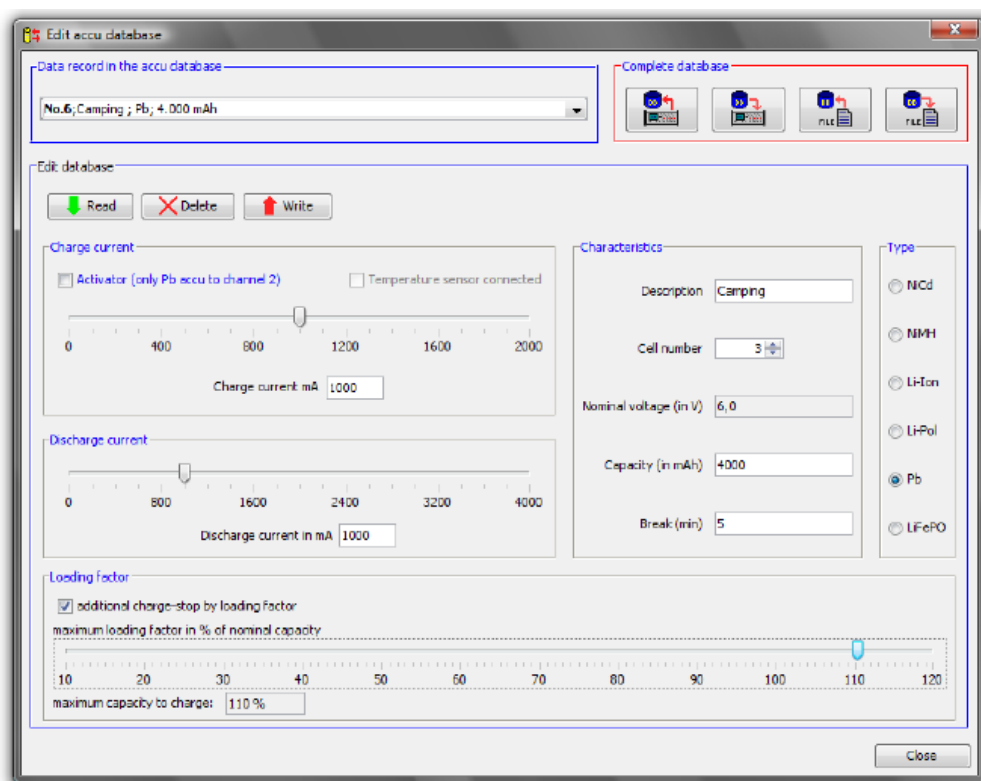 Edit accu database
Data record in the accu database
No.6;Camping ; Pb; 4.000 mAh
Complete database
FILE
FILE
Edit database
Read
Delete
Write
Charge current
Activator (only Pb accu to channel 2)
Temperature sensor connected
0 400 800 1200 1600 2000
Charge current mA 1000
Discharge current
0 800 1600 2400 3200 4000
Discharge current in mA 1000
Characteristics
Description Camping
Cell number 3
Nominal voltage (in V) 6,0
Capacity (in mAh) 4000
Break (min) 5
Type
NiCd
NiMH
Li-Ion
Li-Pol
Pb
LiFePO
Loading factor
additional charge-stop by loading factor
maximum loading factor in % of nominal capacity
10 20 30 40 50 60 70 80 90 100 110 120
maximum capacity to charge: 110 %
Close